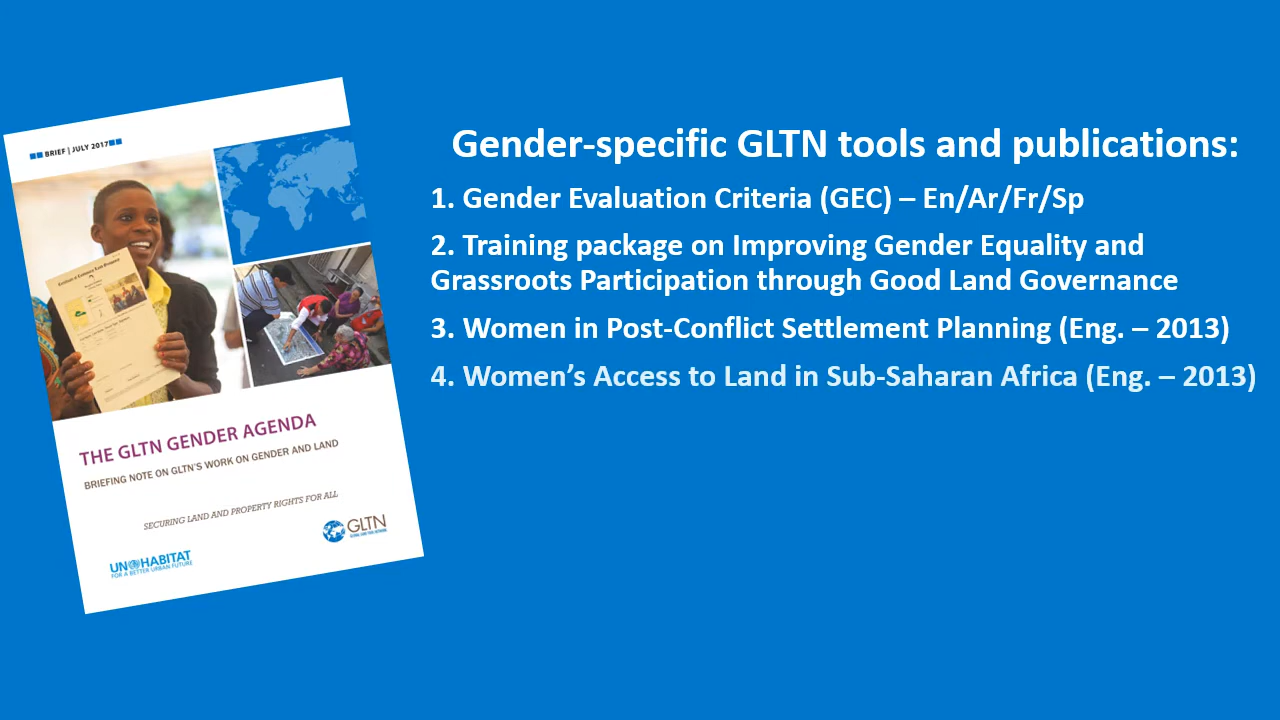 BRIEF | JULY 2017
THE GLTN GENDER AGENDA
BRIEFING NOTE ON GLTN'S WORK ON GENDER AND LAND
SECURING LAND AND PROPERTY RIGHTS FOR ALL
UN HABITAT
FOR A BETTER URBAN FUTURE
GLTN
Gender-specific GLTN tools and publications:
1. Gender Evaluation Criteria (GEC) – En/Ar/Fr/Sp
2. Training package on Improving Gender Equality and
Grassroots Participation through Good Land Governance
3. Women in Post-Conflict Settlement Planning (Eng. – 2013)
4. Women’s Access to Land in Sub-Saharan Africa (Eng. – 2013)